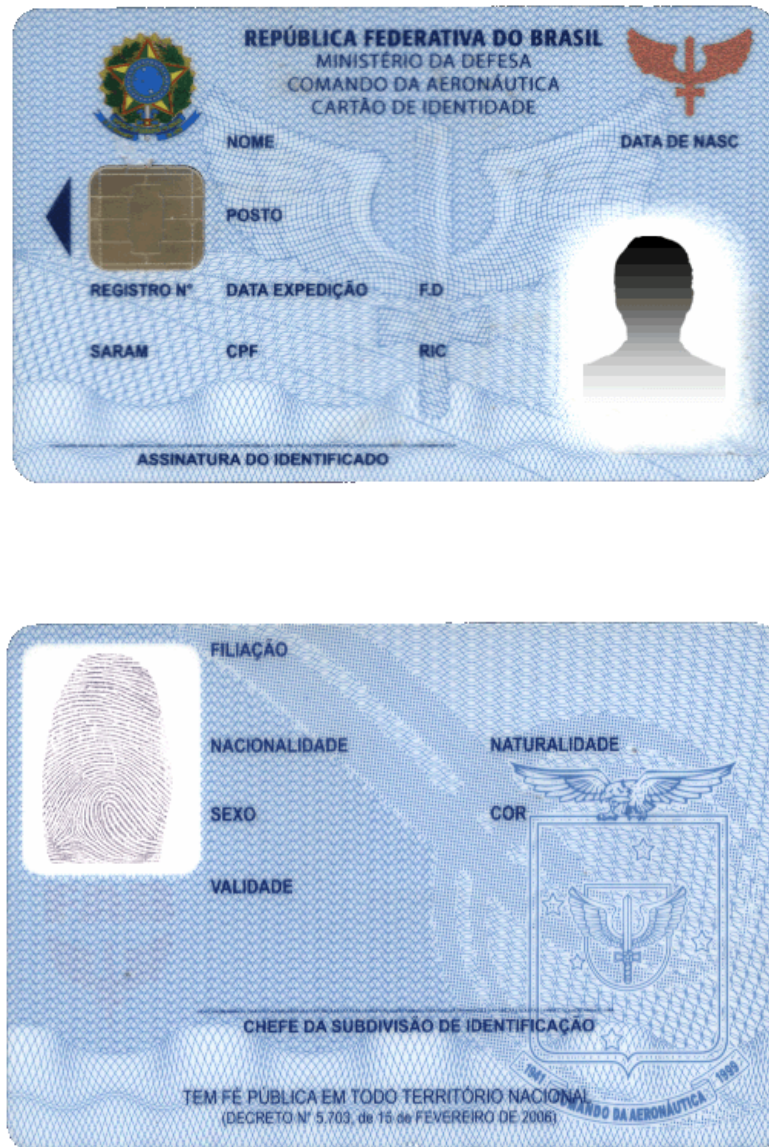 REPÚBLICA FEDERATIVA DO BRASIL
MINISTÉRIO DA DEFESA
COMANDO DA AERONÁUTICA
CARTÃO DE IDENTIDADE
NOME
DATA DE NASC
POSTO
REGISTRO N° DATA EXPEDIÇÃO F.D
SARAM CPF RIC
ASSINATURA DO IDENTIFICADO
FILIAÇÃO
NACIONALIDADE NATURALIDADE
SEXO COR
VALIDADE
CHEFE DA SUBDIVISÃO DE IDENTIFICAÇÃO
1941 COMANDO DA AERONÁUTICA 1999
TEM FÉ PÚBLICA EM TODO TERRITÓRIO NACIONAL
(DECRETO N° 5.703, de 15 de FEVEREIRO DE 2006)